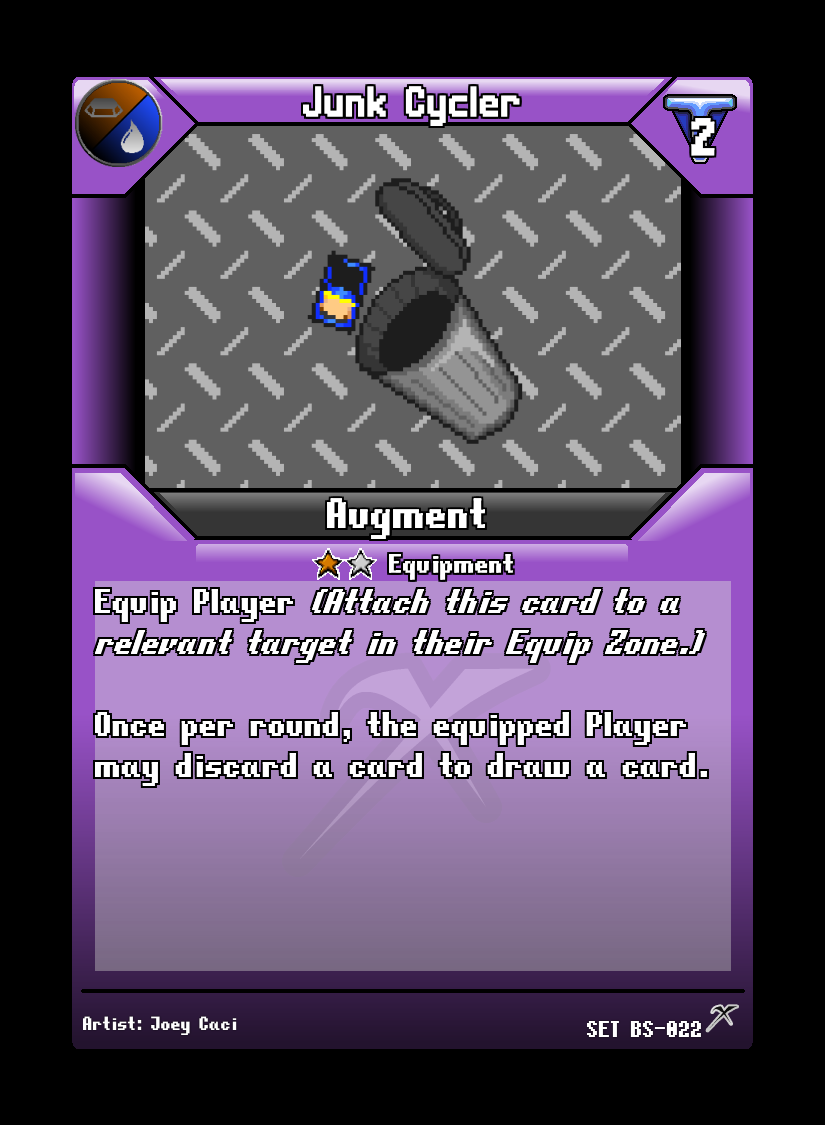 Junk Cycler
2
Augment
Equipment
Equip Player (Attach this card to a
relevant target in their Equip Zone.)
Once per round, the equipped Player
may discard a card to draw a card.
Artist: Joey Caci
SET BS-022